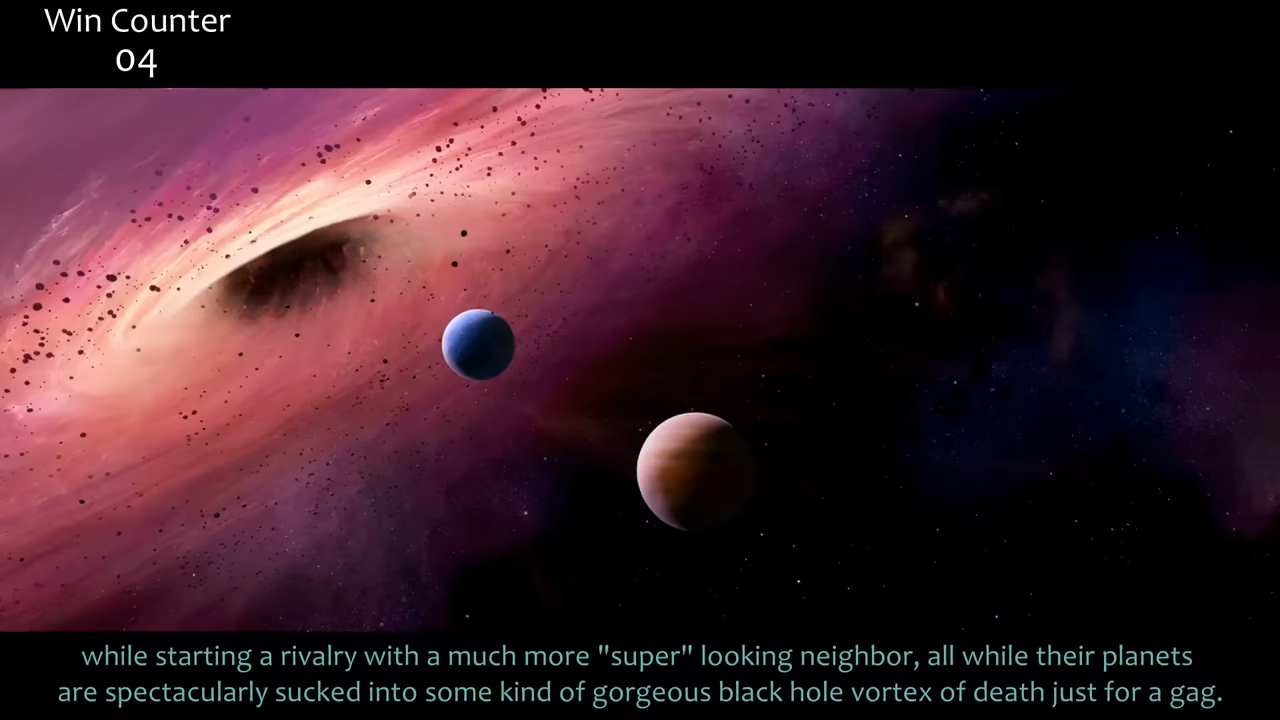 Win Counter
04
while starting a rivalry with a much more "super" looking neighbor, all while their planets
are spectacularly sucked into some kind of gorgeous black hole vortex of death just for a gag.